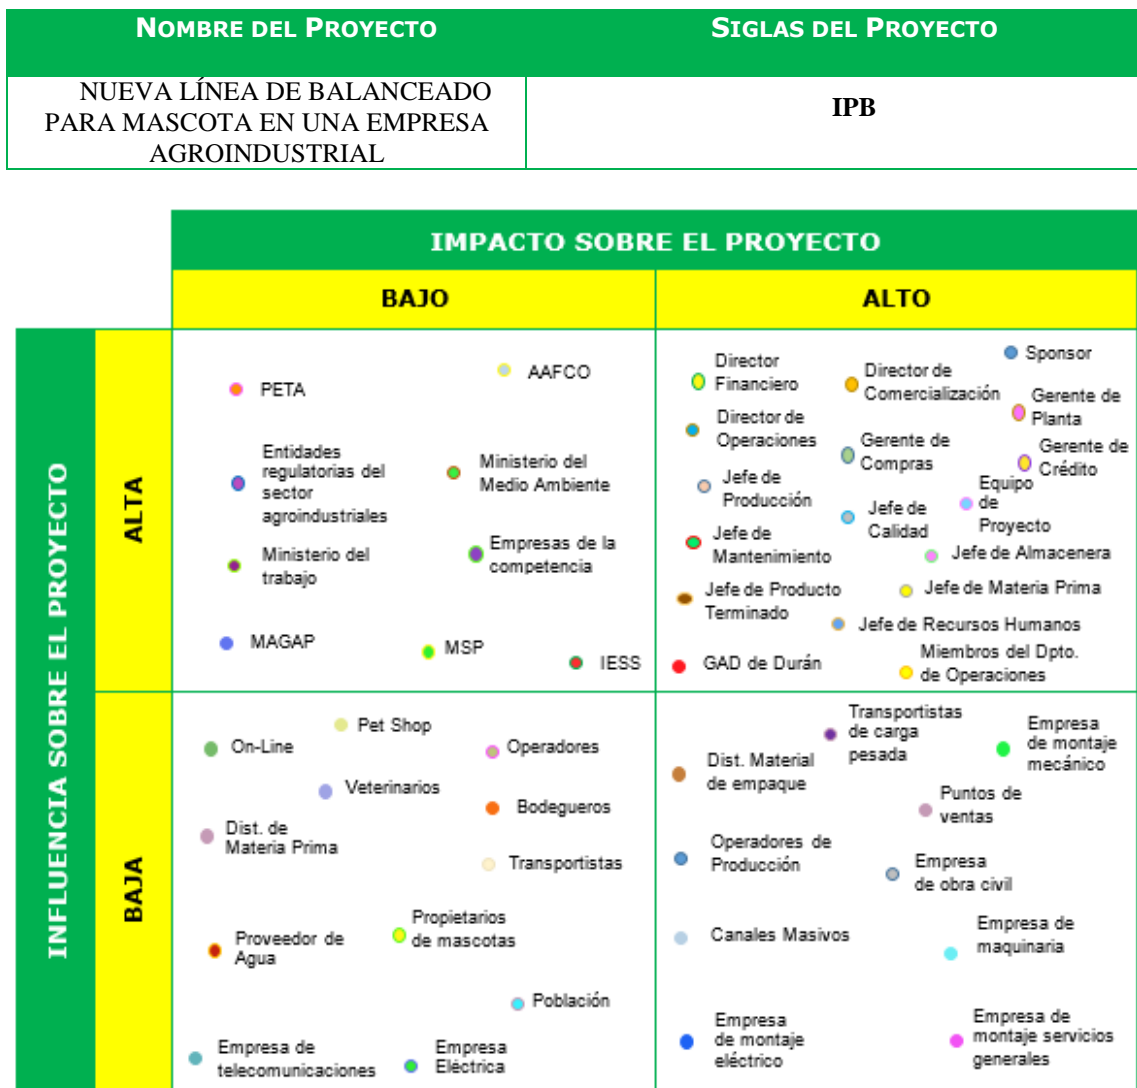 NOMBRE DEL PROYECTO
SIGLAS DEL PROYECTO
NUEVA LÍNEA DE BALANCEADO
PARA MASCOTA EN UNA EMPRESA
AGROINDUSTRIAL
IPB
IMPACTO SOBRE EL PROYECTO
BAJO
ALTO
INFLUENCIA SOBRE EL PROYECTO
ALTA
PETA
AAFCO
Entidades
regulatorias del
sector
agroindustriales
Ministerio del
Medio Ambiente
Ministerio del
trabajo
Empresas de la
competencia
MAGAP
MSP
IESS
Director
Financiero
Director de
Comercialización
Sponsor
Gerente de
Planta
Director de
Operaciones
Gerente de
Compras
Gerente de
Crédito
Jefe de
Producción
Jefe de
Calidad
Equipo
de
Proyecto
Jefe de
Mantenimiento
Jefe de Almacenera
Jefe de Producto
Terminado
Jefe de Materia Prima
Jefe de Recursos Humanos
GAD de Durán
Miembros del Dpto.
de Operaciones
BAJA
Pet Shop
On-Line
Operadores
Veterinarios
Bodegueros
Dist. de
Materia Prima
Transportistas
Propietarios
de mascotas
Proveedor de
Agua
Población
Empresa de
telecomunicaciones
Empresa
Eléctrica
Transportistas
de carga
pesada
Empresa
de montaje
mecánico
Dist. Material
de empaque
Puntos de
ventas
Operadores de
Producción
Empresa
de obra civil
Canales Masivos
Empresa de
maquinaria
Empresa
de montaje
eléctrico
Empresa de
montaje servicios
generales